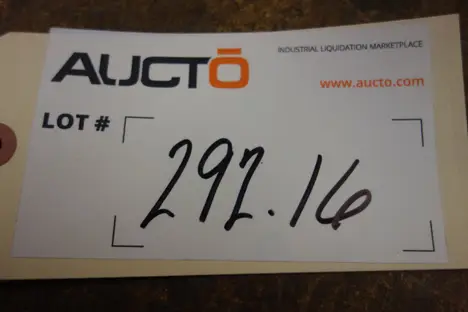 AUCTŌ
INDUSTRIAL LIQUIDATION MARKETPLACE
www.aucto.com
LOT #
292.16